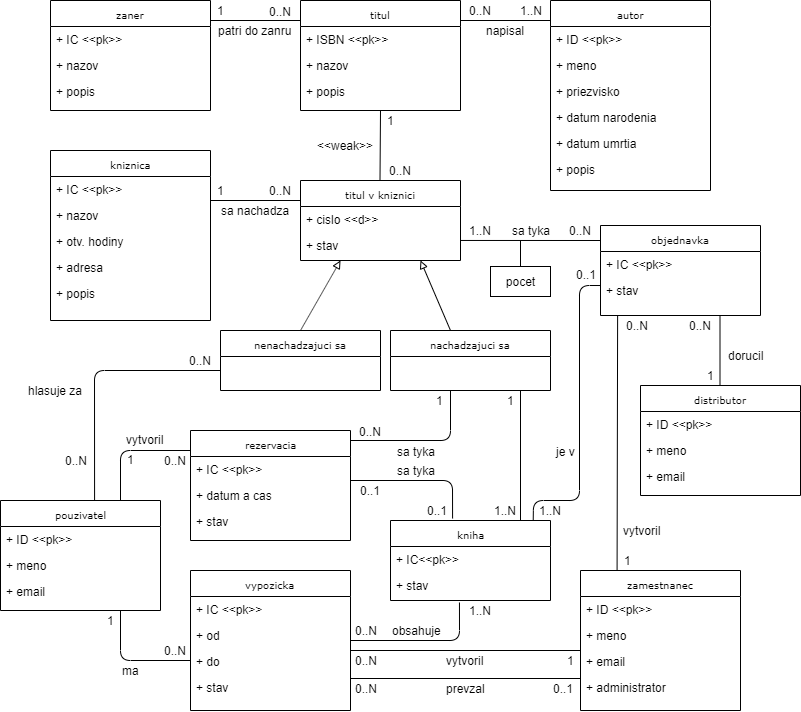 zaner
+ IC <<pk>>
+ nazov
+ popis
1
0..N
patri do zanru
titul
+ ISBN <<pk>>
+ nazov
+ popis
0..N
1..N
napisal
autor
+ ID <<pk>>
+ meno
+ priezvisko
+ datum narodenia
+ datum umrtia
+ popis
1
<<weak>>
0..N
kniznica
+ IC <<pk>>
+ nazov
+ otv. hodiny
+ adresa
+ popis
1
0..N
sa nachadza
titul v kniznici
+ cislo <<d>>
+ stav
1..N
sa tyka
0..N
pocet
objednavka
+ IC <<pk>>
+ stav
0..1
nenachadzajuci sa
nachadzajuci sa
0..N
0..N
dorucil
1
distributor
+ ID <<pk>>
+ meno
+ email
0..N
hlasuje za
0..N
1
1
0..N
sa tyka
sa tyka
0..1
vytvoril
1
0..N
rezervacia
+ IC <<pk>>
+ datum a cas
+ stav
je v
0..1
1..N
1..N
pouzivatel
+ ID <<pk>>
+ meno
+ email
kniha
+ IC<<pk>>
+ stav
vytvoril
1
1
0..N
ma
vypozicka
+ IC <<pk>>
+ od
+ do
+ stav
1..N
0..N
obsahuje
0..N
vytvoril
1
0..N
prevzal
0..1
zamestnanec
+ ID <<pk>>
+ meno
+ email
+ administrator